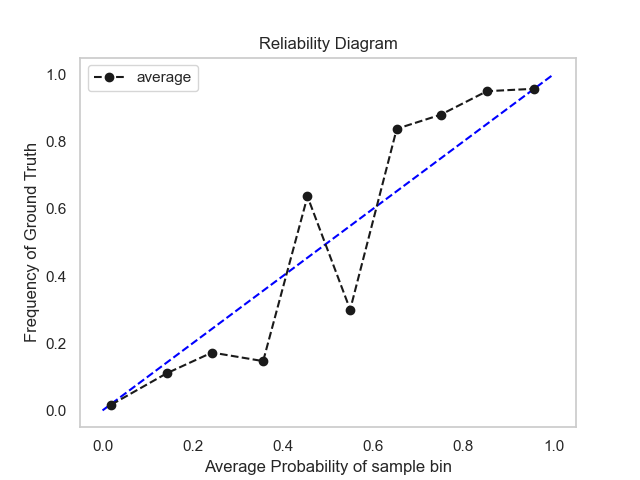 Reliability Diagram
average
Frequency of Ground Truth
1.0
0.8
0.6
0.4
0.2
0.0
0.0 0.2 0.4 0.6 0.8 1.0
Average Probability of sample bin